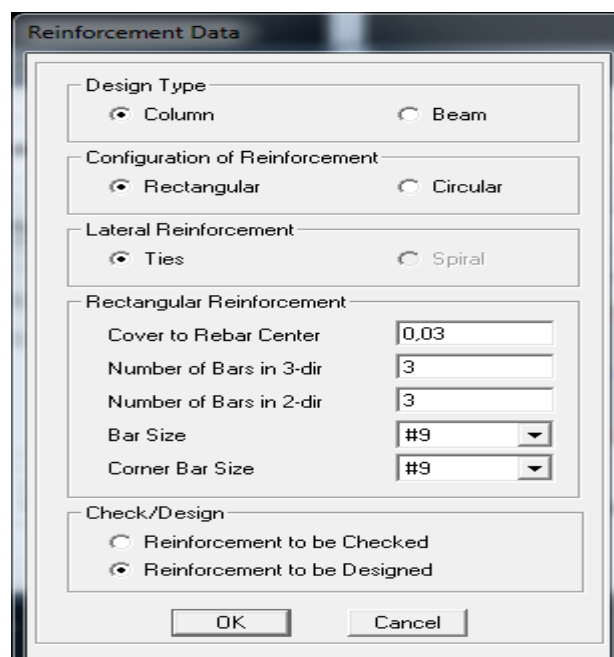 Reinforcement Data
Design Type
Column Beam
Configuration of Reinforcement
Rectangular Circular
Lateral Reinforcement
Ties Spiral
Rectangular Reinforcement
Cover to Rebar Center 0,03
Number of Bars in 3-dir 3
Number of Bars in 2-dir 3
Bar Size #9
Corner Bar Size #9
Check/Design
Reinforcement to be Checked
Reinforcement to be Designed
OK Cancel